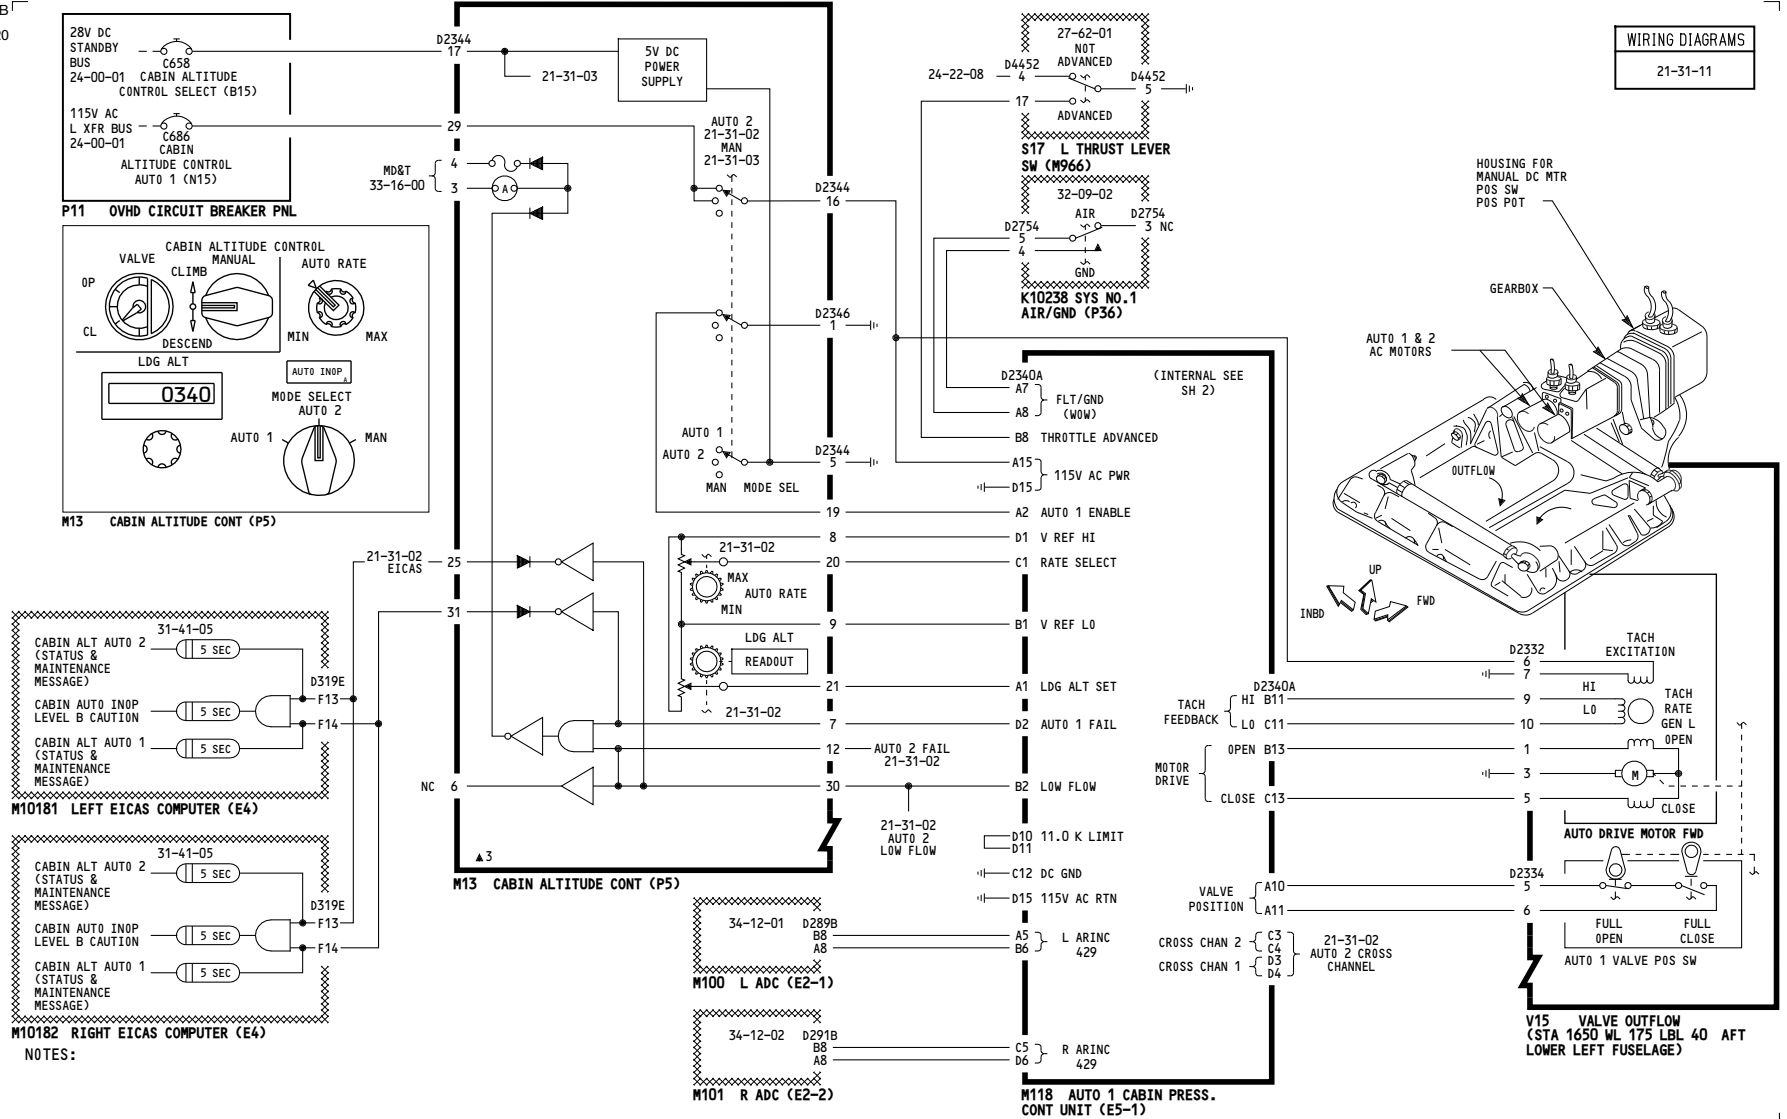 B
20
28V DC
STANDBY
BUS
24-00-01
C658
CABIN ALTITUDE
CONTROL SELECT (B15)
115V AC
L XFR BUS
24-00-01
C686
CABIN
ALTITUDE CONTROL
AUTO 1 (N15)
P11 OVHD CIRCUIT BREAKER PNL
CABIN ALTITUDE CONTROL
VALVE
MANUAL
CLIMB
OP
CL
DESCEND
AUTO RATE
MIN
MAX
LDG ALT
0340
AUTO INOP
A
MODE SELECT
AUTO 2
AUTO 1
MAN
M13 CABIN ALTITUDE CONT (P5)
21-31-02
EICAS
31-41-05
CABIN ALT AUTO 2
(STATUS &
MAINTENANCE
MESSAGE)
5 SEC
D319E
F13
CABIN AUTO INOP
LEVEL B CAUTION
5 SEC
F14
CABIN ALT AUTO 1
(STATUS &
MAINTENANCE
MESSAGE)
5 SEC
M10181 LEFT EICAS COMPUTER (E4)
31-41-05
CABIN ALT AUTO 2
(STATUS &
MAINTENANCE
MESSAGE)
5 SEC
D319E
F13
CABIN AUTO INOP
LEVEL B CAUTION
5 SEC
F14
CABIN ALT AUTO 1
(STATUS &
MAINTENANCE
MESSAGE)
5 SEC
M10182 RIGHT EICAS COMPUTER (E4)
NOTES:
D2344
17
21-31-03
5V DC
POWER
SUPPLY
29
MD&T
33-16-00
4
3
A
AUTO 2
21-31-02
MAN
21-31-03
D2344
16
D2346
1
AUTO 1
AUTO 2
MAN
MODE SEL
D2344
5
19
8
21-31-02
20
MAX
AUTO RATE
MIN
9
LDG ALT
READOUT
21
21-31-02
7
12
AUTO 2 FAIL
21-31-02
30
25
31
NC 6
21-31-02
AUTO 2
LOW FLOW
▲3
M13 CABIN ALTITUDE CONT (P5)
34-12-01
D289B
B8
A8
M100 L ADC (E2-1)
34-12-02
D291B
B8
A8
M101 R ADC (E2-2)
27-62-01
NOT
ADVANCED
24-22-08
D4452
4
D4452
5
17
ADVANCED
S17 L THRUST LEVER
SW (M966)
32-09-02
AIR
D2754
3 NC
D2754
5
4
GND
K10238 SYS NO.1
AIR/GND (P36)
D2340A
(INTERNAL SEE
SH 2)
A7
FLT/GND
(WOW)
A8
B8 THROTTLE ADVANCED
A15
115V AC PWR
D15
A2 AUTO 1 ENABLE
D1 V REF HI
C1 RATE SELECT
B1 V REF LO
A1 LDG ALT SET
D2 AUTO 1 FAIL
B2 LOW FLOW
D10 11.0 K LIMIT
D11
C12 DC GND
D15 115V AC RTN
A5
L ARINC
B6
429
C5
R ARINC
D6
429
D2340A
TACH
FEEDBACK
HI B11
LO C11
MOTOR
DRIVE
OPEN B13
CLOSE C13
VALVE
POSITION
A10
A11
CROSS CHAN 2
C3
C4
CROSS CHAN 1
D3
D4
21-31-02
AUTO 2 CROSS
CHANNEL
M118 AUTO 1 CABIN PRESS.
CONT UNIT (E5-1)
WIRING DIAGRAMS
21-31-11
HOUSING FOR
MANUAL DC MTR
POS SW
POS POT
GEARBOX
AUTO 1 & 2
AC MOTORS
OUTFLOW
UP
INBD
FWD
D2332
6
7
TACH
EXCITATION
9
HI
LO
10
TACH
RATE
GEN L
OPEN
1
3
M
5
CLOSE
AUTO DRIVE MOTOR FWD
D2334
5
6
FULL
OPEN
FULL
CLOSE
AUTO 1 VALVE POS SW
V15 VALVE OUTFLOW
(STA 1650 WL 175 LBL 40 AFT
LOWER LEFT FUSELAGE)